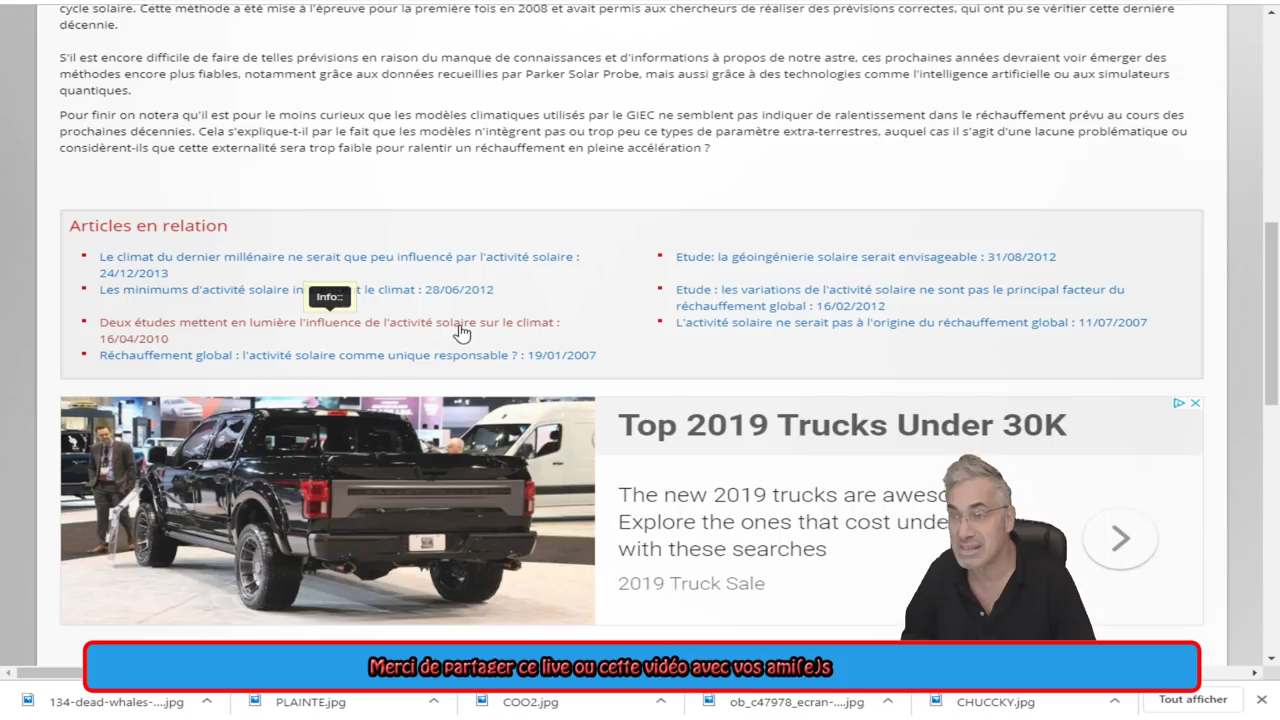 cycle solaire. Cette méthode a été mise à l'épreuve pour la première fois en 2008 et avait permis aux chercheurs de réaliser des prévisions correctes, qui ont pu se vérifier cette dernière
décennie.
S'il est encore difficile de faire de telles prévisions en raison du manque de connaissances et d'informations à propos de notre astre, ces prochaines années devraient voir émerger des
méthodes encore plus fiables, notamment grâce aux données recueillies par Parker Solar Probe, mais aussi grâce à des technologies comme l'intelligence artificielle ou aux simulateurs
quantiques.
Pour finir on notera qu'il est pour le moins curieux que les modèles climatiques utilisés par le GIEC ne semblent pas indiquer de ralentissement dans le réchauffement prévu au cours des
prochaines décennies. Cela s'explique-t-il par le fait que les modèles n'intègrent pas ou trop peu ce types de paramètre extra-terrestres, auquel cas il s'agit d'une lacune problématique ou
considèrent-ils que cette externalité sera trop faible pour ralentir un réchauffement en pleine accélération ?
Articles en relation
Le climat du dernier millénaire ne serait que peu influencé par l'activité solaire :
24/12/2013
Les minimums d'activité solaire in t le climat : 28/06/2012
Info::
Deux études mettent en lumière l'influence de l'activité solaire sur le climat :
16/04/2010
Réchauffement global : l'activité solaire comme unique responsable ? : 19/01/2007
Etude: la géoingénierie solaire serait envisageable : 31/08/2012
Etude : les variations de l'activité solaire ne sont pas le principal facteur du
réchauffement global : 16/02/2012
L'activité solaire ne serait pas à l'origine du réchauffement global : 11/07/2007
Top 2019 Trucks Under 30K
The new 2019 trucks are aweso
Explore the ones that cost unde
with these searches
2019 Truck Sale
Merci de partager ce live ou cette vidéo avec vos ami(e)s
134-dead-whales-....jpg
PLAINTE.jpg
COO2.jpg
ob_c47978_ecran-....jpg
CHUCCKY.jpg
Tout afficher